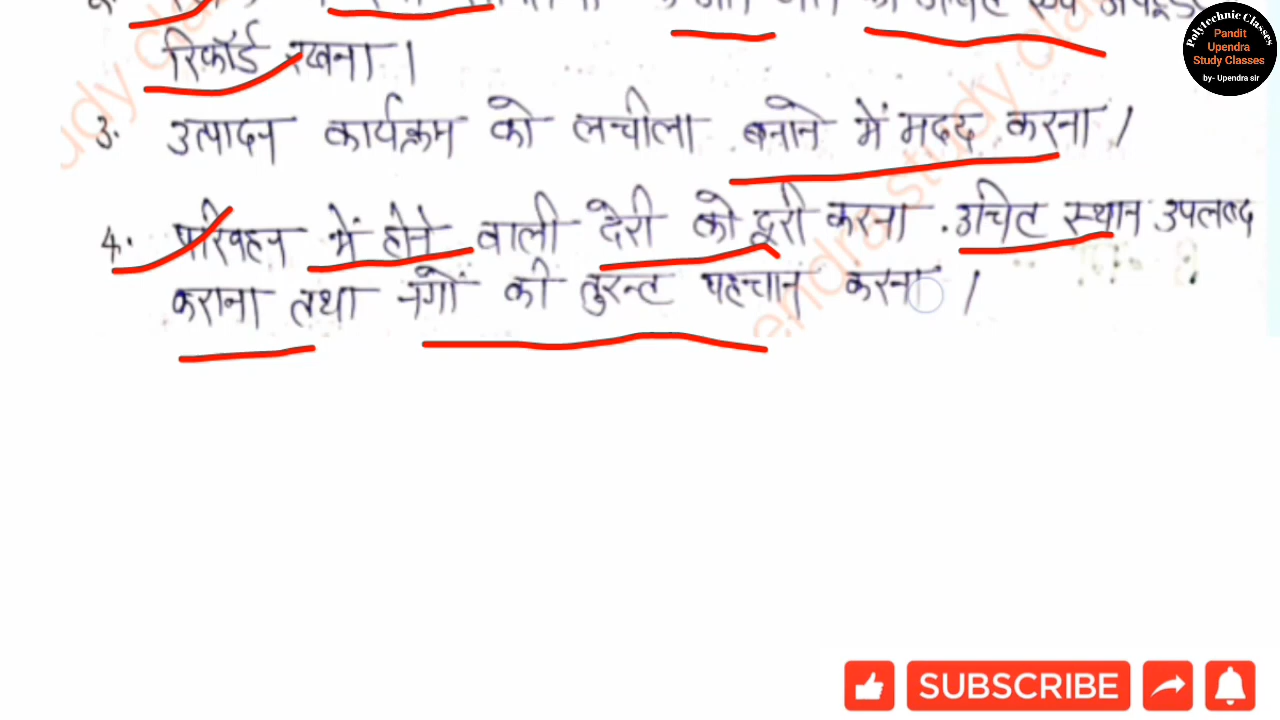 रिकॉर्ड रखना।
3. उत्पादन कार्यक्रम को लचीला बनाने में मदद करना।
4. परिवहन में होने वाली देरी को दूरी करना. उचित स्थान उपलब्द
कराना तथा नगों की तुरन्त पहचान करना।
Polytechnic Classes
Pandit
Upendra
Study Classes
by- Upendra sir
SUBSCRIBE